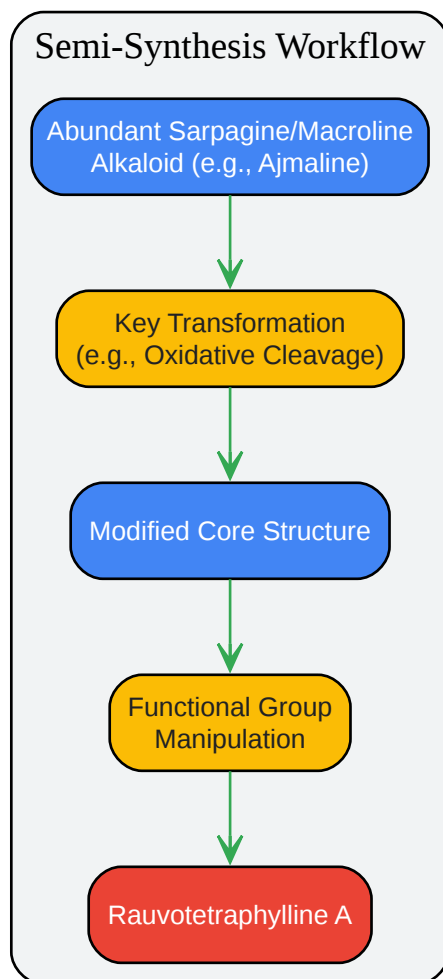 Semi-Synthesis Workflow
Abundant Sarpagine/Macroline
Alkaloid (e.g., Ajmaline)
Key Transformation
(e.g., Oxidative Cleavage)
Modified Core Structure
Functional Group
Manipulation
Rauvotetraphylline A